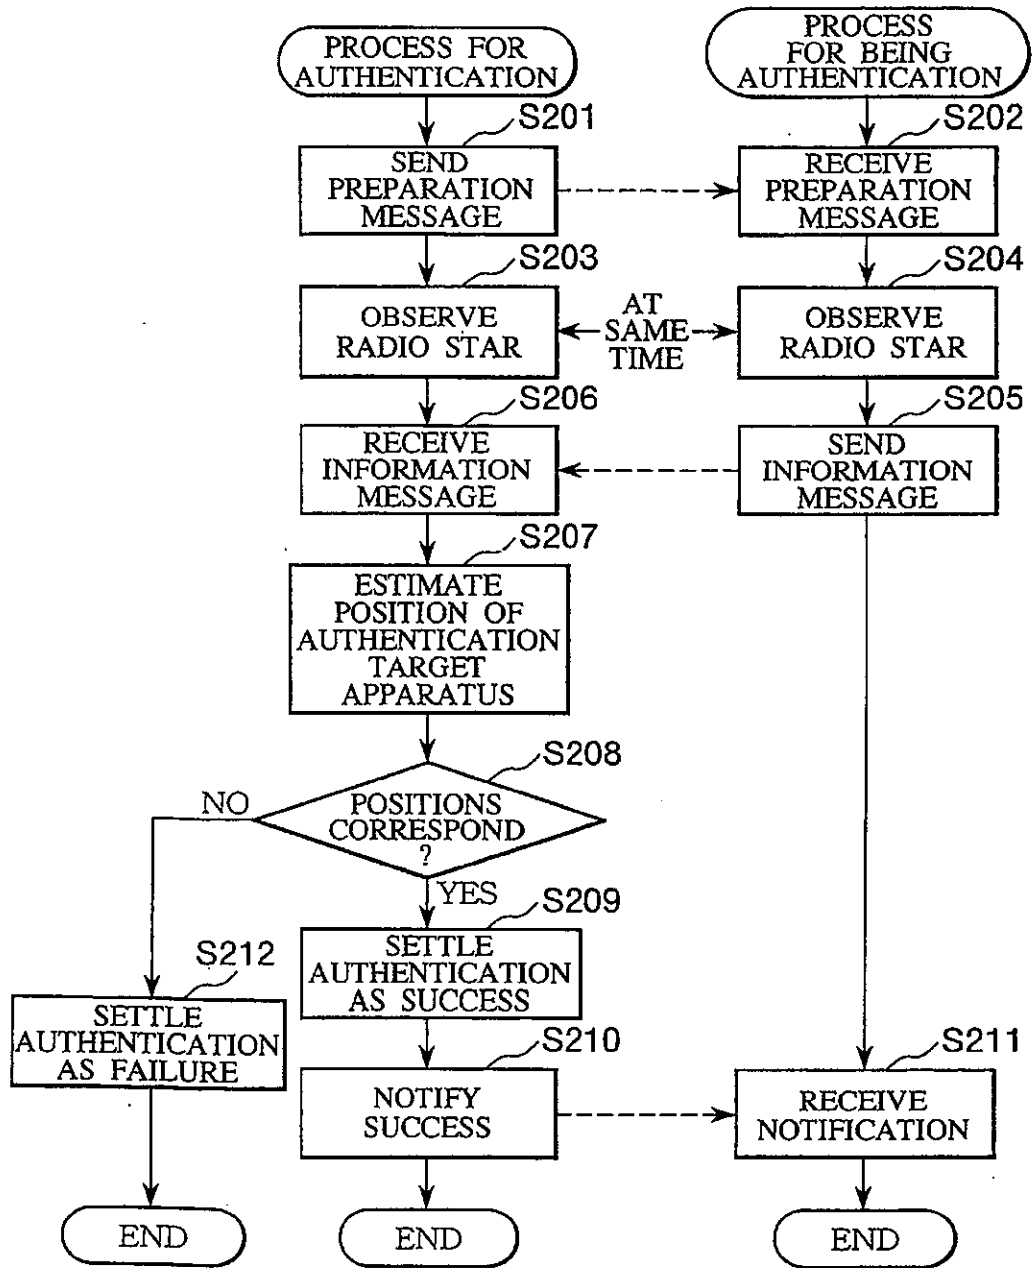 PROCESS FOR
AUTHENTICATION
PROCESS
FOR BEING
AUTHENTICATION
S201
SEND
PREPARATION
MESSAGE
S202
RECEIVE
PREPARATION
MESSAGE
S203
OBSERVE
RADIO STAR
AT
SAME
TIME
S204
OBSERVE
RADIO STAR
S206
RECEIVE
INFORMATION
MESSAGE
S205
SEND
INFORMATION
MESSAGE
S207
ESTIMATE
POSITION OF
AUTHENTICATION
TARGET
APPARATUS
S208
POSITIONS
CORRESPOND
?
NO
YES
S209
SETTLE
AUTHENTICATION
AS SUCCESS
S212
SETTLE
AUTHENTICATION
AS FAILURE
S210
NOTIFY
SUCCESS
S211
RECEIVE
NOTIFICATION
END
END
END